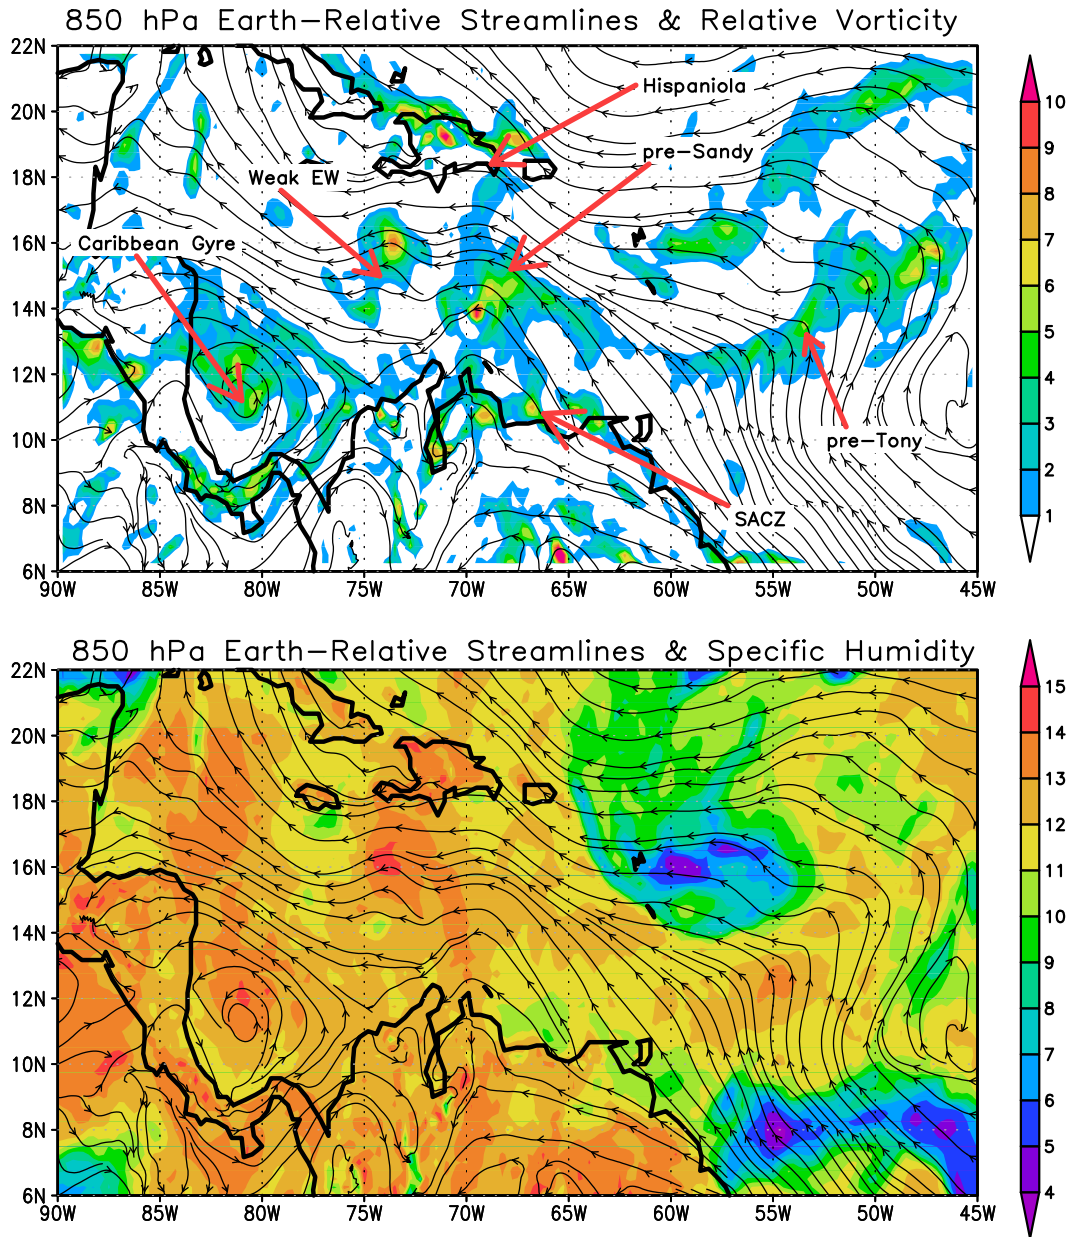 850 hPa Earth−Relative Streamlines & Relative Vorticity
22N
20N
18N
16N
14N
12N
10N
8N
6N
Hispaniola
pre−Sandy
Weak EW
Caribbean Gyre
pre−Tony
SACZ
90W 85W 80W 75W 70W 65W 60W 55W 50W 45W
10
9
8
7
6
5
4
3
2
1
850 hPa Earth−Relative Streamlines & Specific Humidity
22N
20N
18N
16N
14N
12N
10N
8N
6N
90W 85W 80W 75W 70W 65W 60W 55W 50W 45W
15
14
13
12
11
10
9
8
7
6
5
4